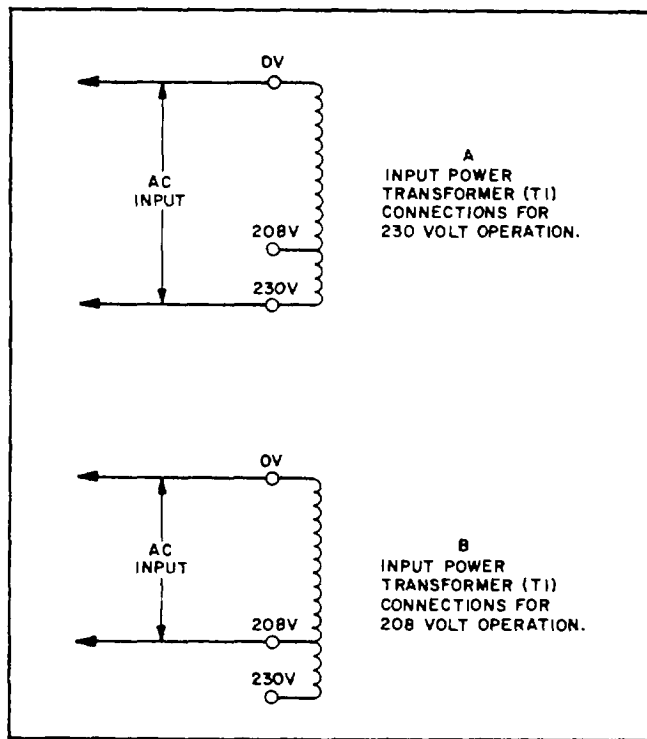 0V
AC
INPUT
208V
230V
A
INPUT POWER
TRANSFORMER (T1)
CONNECTIONS FOR
230 VOLT OPERATION.
0V
AC
INPUT
208V
230V
B
INPUT POWER
TRANSFORMER (T1)
CONNECTIONS FOR
208 VOLT OPERATION.